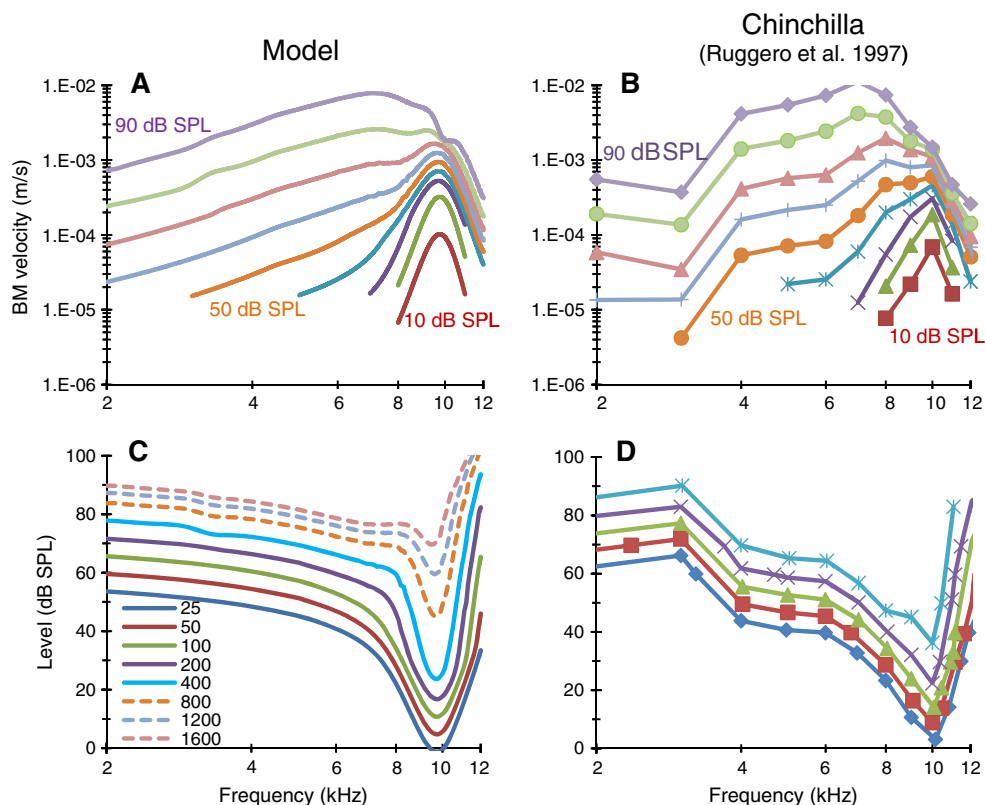 Model
Chinchilla
(Ruggero et al. 1997)
A
B
BM velocity (m/s)
1.E-02
1.E-03
1.E-04
1.E-05
1.E-06
90 dB SPL
50 dB SPL
10 dB SPL
2 4 6 8 10 12
1.E-02
1.E-03
1.E-04
1.E-05
1.E-06
90 dB SPL
50 dB SPL
10 dB SPL
2 4 6 8 10 12
C
D
Level (dB SPL)
100
80
60
40
20
0
25
50
100
200
400
800
1200
1600
2 4 6 8 10 12
Frequency (kHz)
100
80
60
40
20
0
2 4 6 8 10 12
Frequency (kHz)